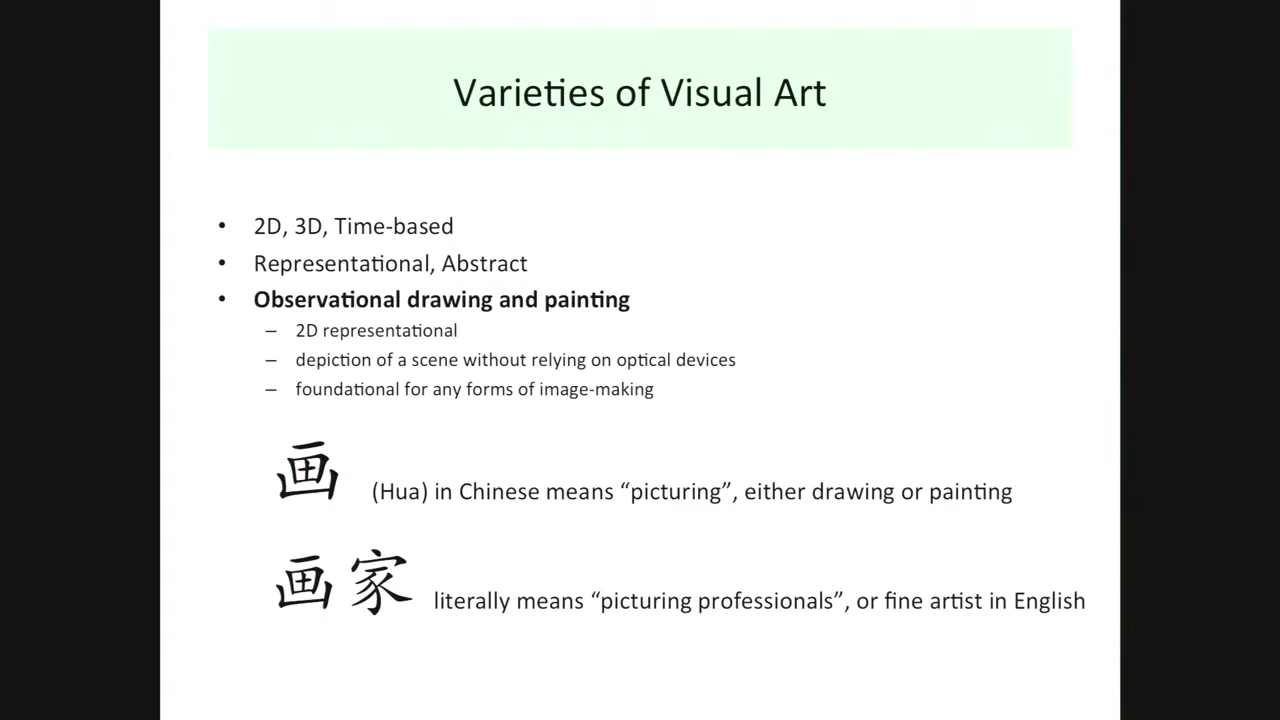 Varieties of Visual Art
• 2D, 3D, Time-based
• Representational, Abstract
• Observational drawing and painting
– 2D representational
– depiction of a scene without relying on optical devices
– foundational for any forms of image-making
画 (Hua) in Chinese means “picturing”, either drawing or painting
画家 literally means “picturing professionals”, or fine artist in English